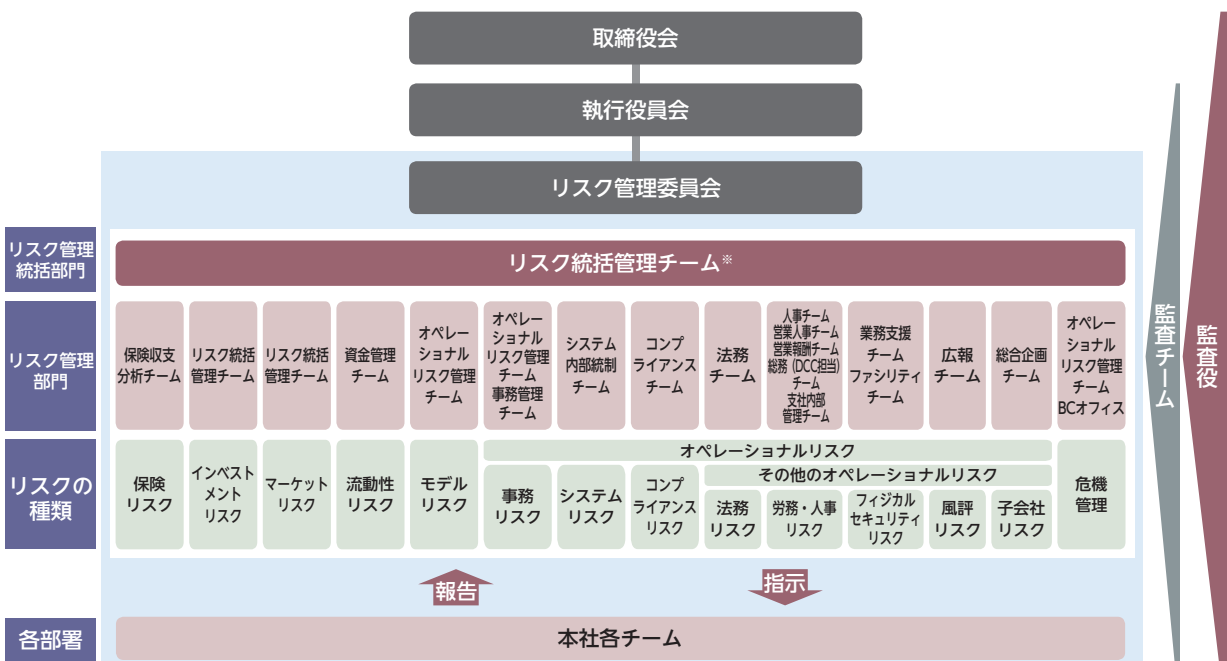 取締役会
執行役員会
リスク管理委員会
リスク管理
統括部門
リスク統括管理チーム※
リスク管理
部門
保険収支
分析チーム
リスク統括
管理チーム
リスク統括
管理チーム
資金管理
チーム
オペレー
ショナル
リスク管理
チーム
オペレー
ショナル
リスク管理
チーム
事務管理
チーム
システム
内部統制
チーム
コンプ
ライアンス
チーム
法務
チーム
人事チーム
営業人事チーム
営業報酬チーム
総務（DCC担当）
チーム
支社内部
管理チーム
業務支援
チーム
ファシリティ
チーム
広報
チーム
総合企画
チーム
オペレー
ショナル
リスク管理
チーム
BCオフィス
リスクの
種類
保険
リスク
インベスト
メント
リスク
マーケット
リスク
流動性
リスク
モデル
リスク
オペレーショナルリスク
事務
リスク
システム
リスク
コンプ
ライアンス
リスク
その他のオペレーショナルリスク
法務
リスク
労務・人事
リスク
フィジカル
セキュリティ
リスク
風評
リスク
子会社
リスク
危機
管理
報告
指示
各部署
本社各チーム
監査チーム
監査役